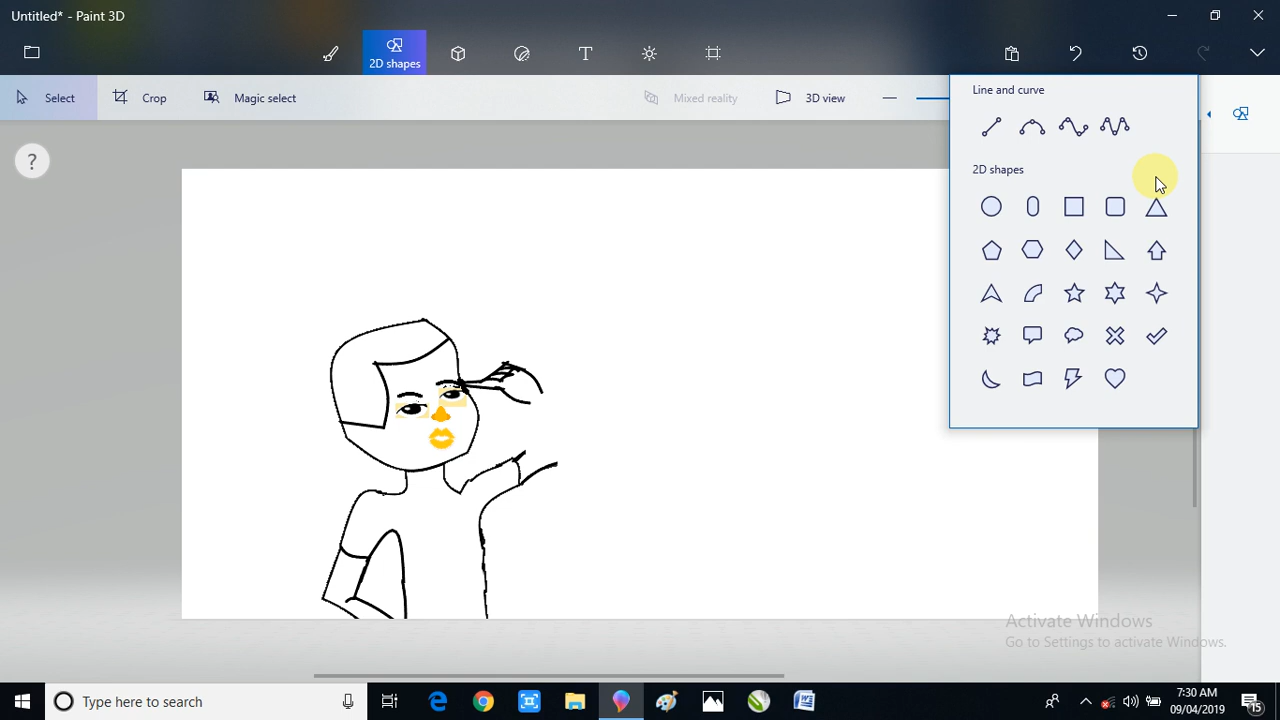 Untitled* - Paint 3D
2D shapes
Select
Crop
Magic select
Mixed reality
3D view
Line and curve
2D shapes
?
Activate Windows
Go to Settings to activate Windows.
Type here to search
7:30 AM
09/04/2019
15